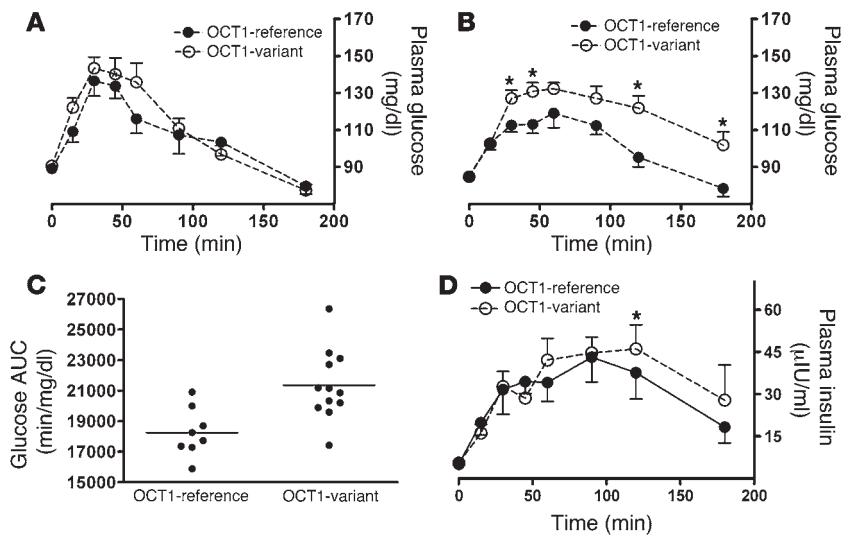 A
OCT1-reference
OCT1-variant
170
150
130
110
90
Plasma glucose
(mg/dl)
0
50
100
150
200
Time (min)
B
OCT1-reference
OCT1-variant
170
150
130
110
90
Plasma glucose
(mg/dl)
*
*
*
*
0
50
100
150
200
Time (min)
C
27000
25000
23000
21000
19000
17000
15000
Glucose AUC
(min/mg/dl)
OCT1-reference
OCT1-variant
D
OCT1-reference
OCT1-variant
*
60
45
30
15
Plasma insulin
(μIU/ml)
0
50
100
150
200
Time (min)